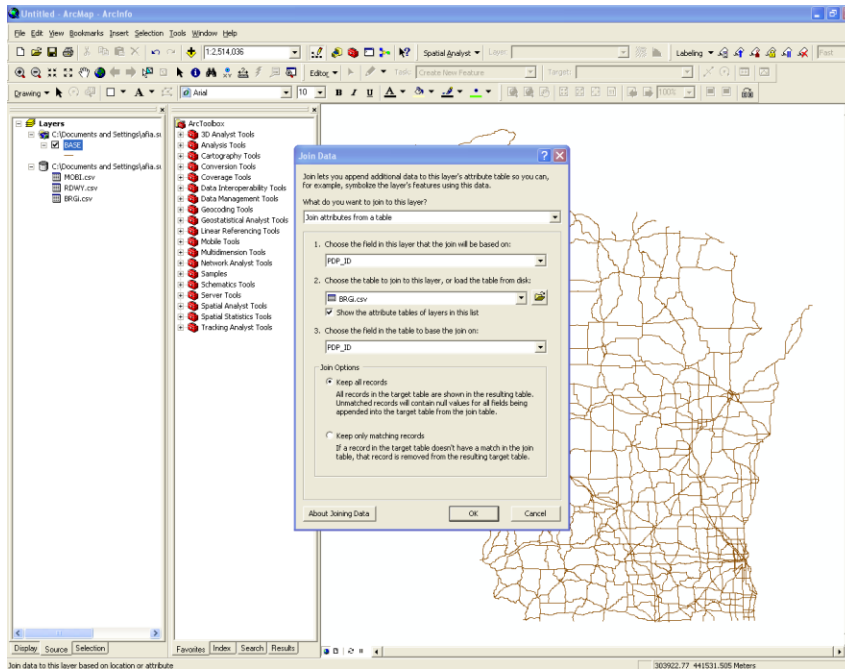 Untitled - ArcMap - ArcInfo
File Edit View Bookmarks Insert Selection Tools Window Help
1:2,514,036
Spatial Analyst
Layer:
Labeling
Fast
Editor
Task:
Create New Feature
Target:
Drawing
A
Arial
10
B I U A
100%
Layers
C:\Documents and Settings\afia.s
BASE
C:\Documents and Settings\afia.s
MOBI.csv
RDWY.csv
BRGi.csv
ArcToolbox
3D Analyst Tools
Analysis Tools
Cartography Tools
Conversion Tools
Coverage Tools
Data Interoperability Tools
Data Management Tools
Geocoding Tools
Geostatistical Analyst Tools
Linear Referencing Tools
Mobile Tools
Multidimension Tools
Network Analyst Tools
Samples
Schematics Tools
Server Tools
Spatial Analyst Tools
Spatial Statistics Tools
Tracking Analyst Tools
Join Data
Join lets you append additional data to this layer's attribute table so you can,
for example, symbolize the layer's features using this data.
What do you want to join to this layer?
Join attributes from a table
1. Choose the field in this layer that the join will be based on:
PDP_ID
2. Choose the table to join to this layer, or load the table from disk:
BRGi.csv
Show the attribute tables of layers in this list
3. Choose the field in the table to base the join on:
PDP_ID
Join Options
Keep all records
All records in the target table are shown in the resulting table.
Unmatched records will contain null values for all fields being
appended into the target table from the join table.
Keep only matching records
If a record in the target table doesn't have a match in the join
table, that record is removed from the resulting target table.
About Joining Data
OK
Cancel
Display Source Selection
Favorites Index Search Results
Join data to this layer based on location or attribute
303922.77 441531.505 Meters